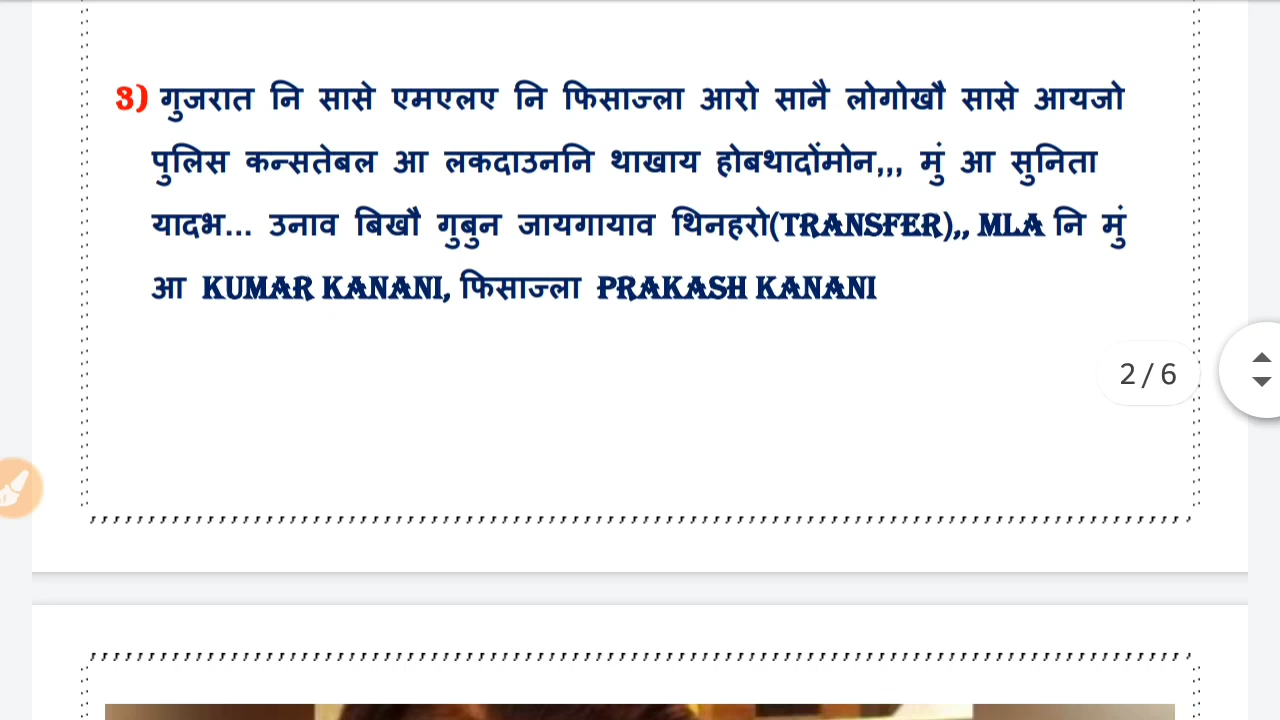 3) गुजरात नि सासे एमएलए नि फिसाज्ला आरो सानै लोगोखौ सासे आयजो
पुलिस कन्सतेबल आ लकदाउननि थाखाय होबथादोंमोन,,, मुं आ सुनिता
यादभ... उनाव बिखौ गुबुन जायगायाव थिनहरो(TRANSFER),, MLA नि मुं
आ KUMAR KANANI, फिसाज्ला PRAKASH KANANI
2 / 6